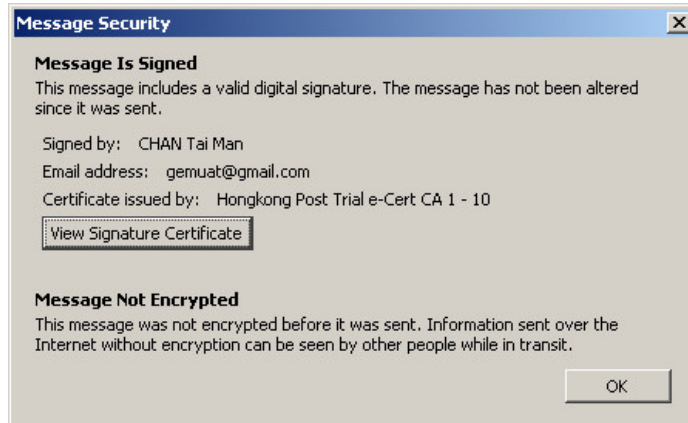 Message Security
Message Is Signed
This message includes a valid digital signature. The message has not been altered
since it was sent.
Signed by: CHAN Tai Man
Email address: gemuat@gmail.com
Certificate issued by: Hongkong Post Trial e-Cert CA 1 - 10
View Signature Certificate
Message Not Encrypted
This message was not encrypted before it was sent. Information sent over the
Internet without encryption can be seen by other people while in transit.
OK